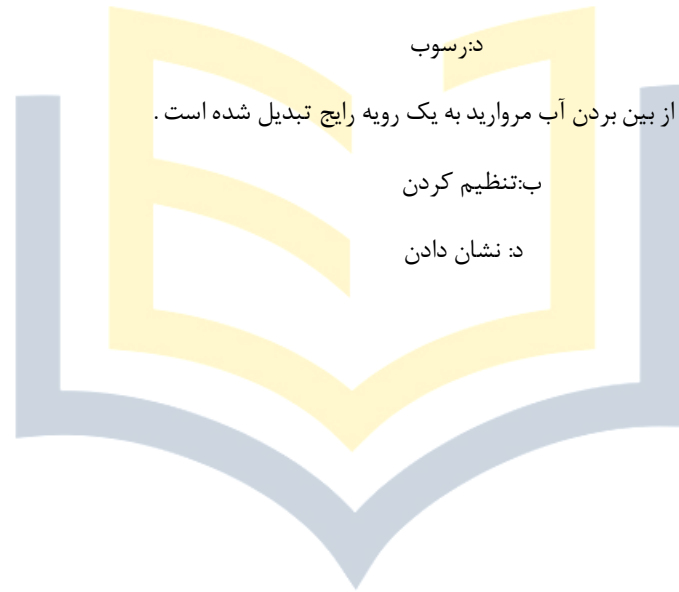 د:رسوب
از بین بردن آب مروارید به یک رویه رایج تبدیل شده است .
ب:تنظیم کردن
د: نشان دادن